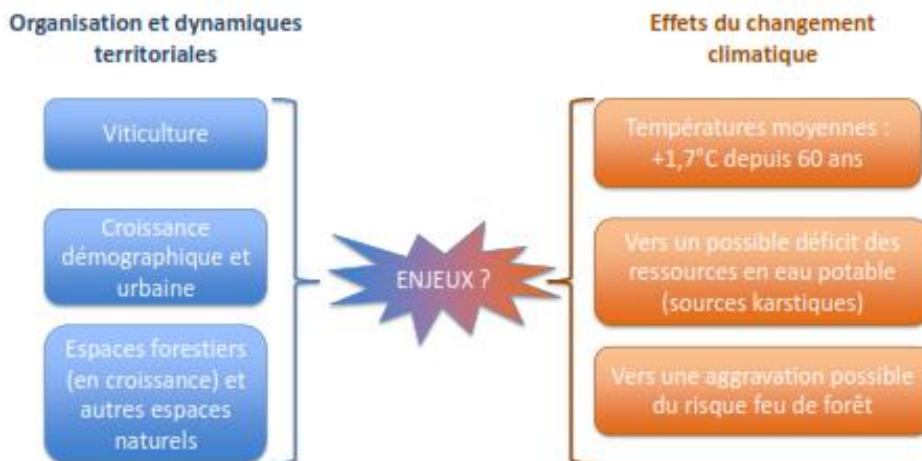 Organisation et dynamiques
territoriales
Viticulture
Croissance
démographique et
urbaine
Espaces forestiers
(en croissance) et
autres espaces
naturels
ENJEUX ?
Effets du changement
climatique
Températures moyennes :
+1,7°C depuis 60 ans
Vers un possible déficit des
ressources en eau potable
(sources karstiques)
Vers une aggravation possible
du risque feu de forêt